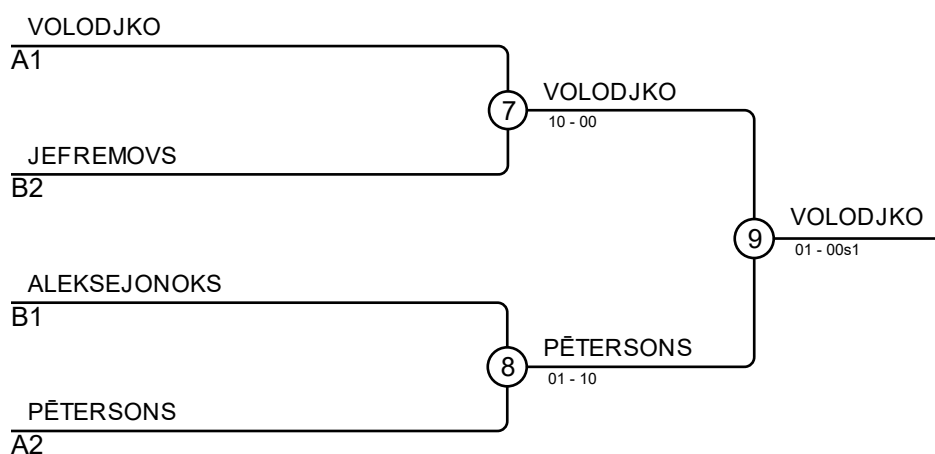 VOLODJKO
A1
7
VOLODJKO
10 - 00
JEFREMOVS
B2
9
VOLODJKO
01 - 00s1
ALEKSEJONOKS
B1
8
PĒTERSONS
01 - 10
PĒTERSONS
A2